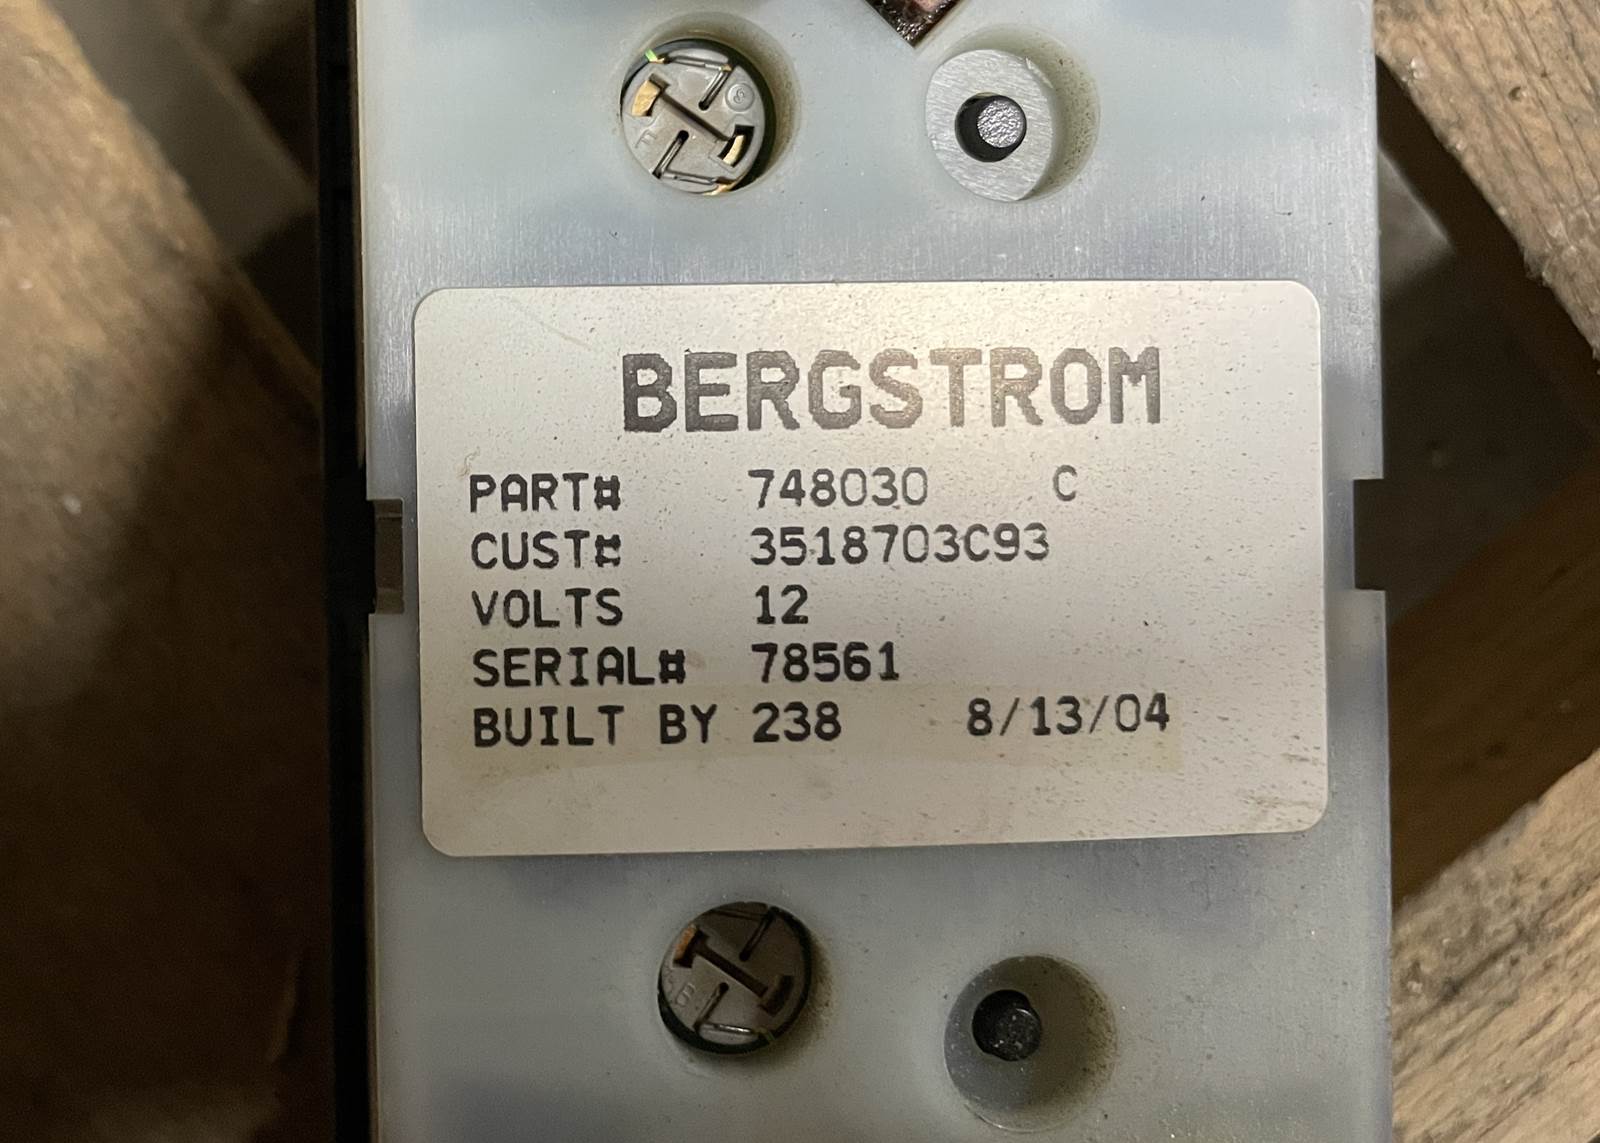 BERGSTROM
PART# 748030 C
CUST# 3518703C93
VOLTS 12
SERIAL# 78561
BUILT BY 238 8/13/04